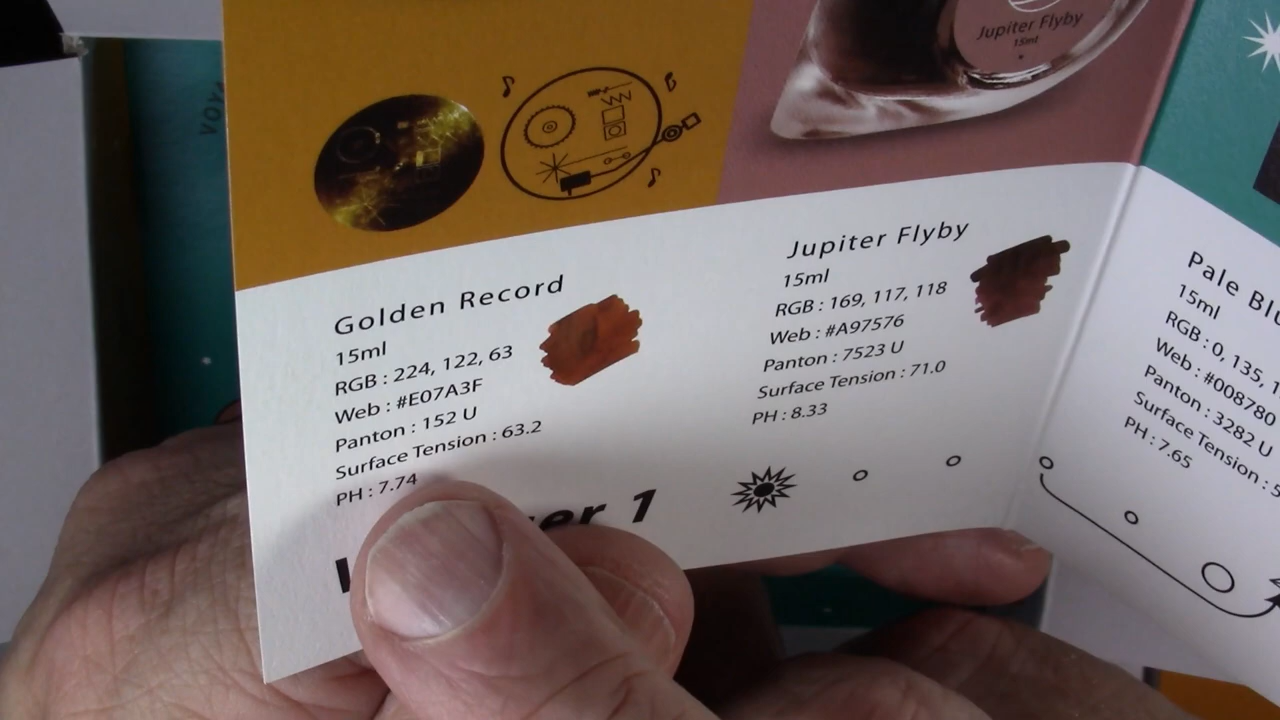 Jupiter Flyby
15ml
Golden Record
15ml
RGB : 224, 122, 63
Web : #E07A3F
Panton : 152 U
Surface Tension : 63.2
PH : 7.74
Jupiter Flyby
15ml
RGB : 169, 117, 118
Web : #A97576
Panton : 7523 U
Surface Tension : 71.0
PH : 8.33
Pale
15ml
RGB : 0, 135,
Web : #008780
Panton : 3282 U
Surface Tension :
PH : 7.65
1